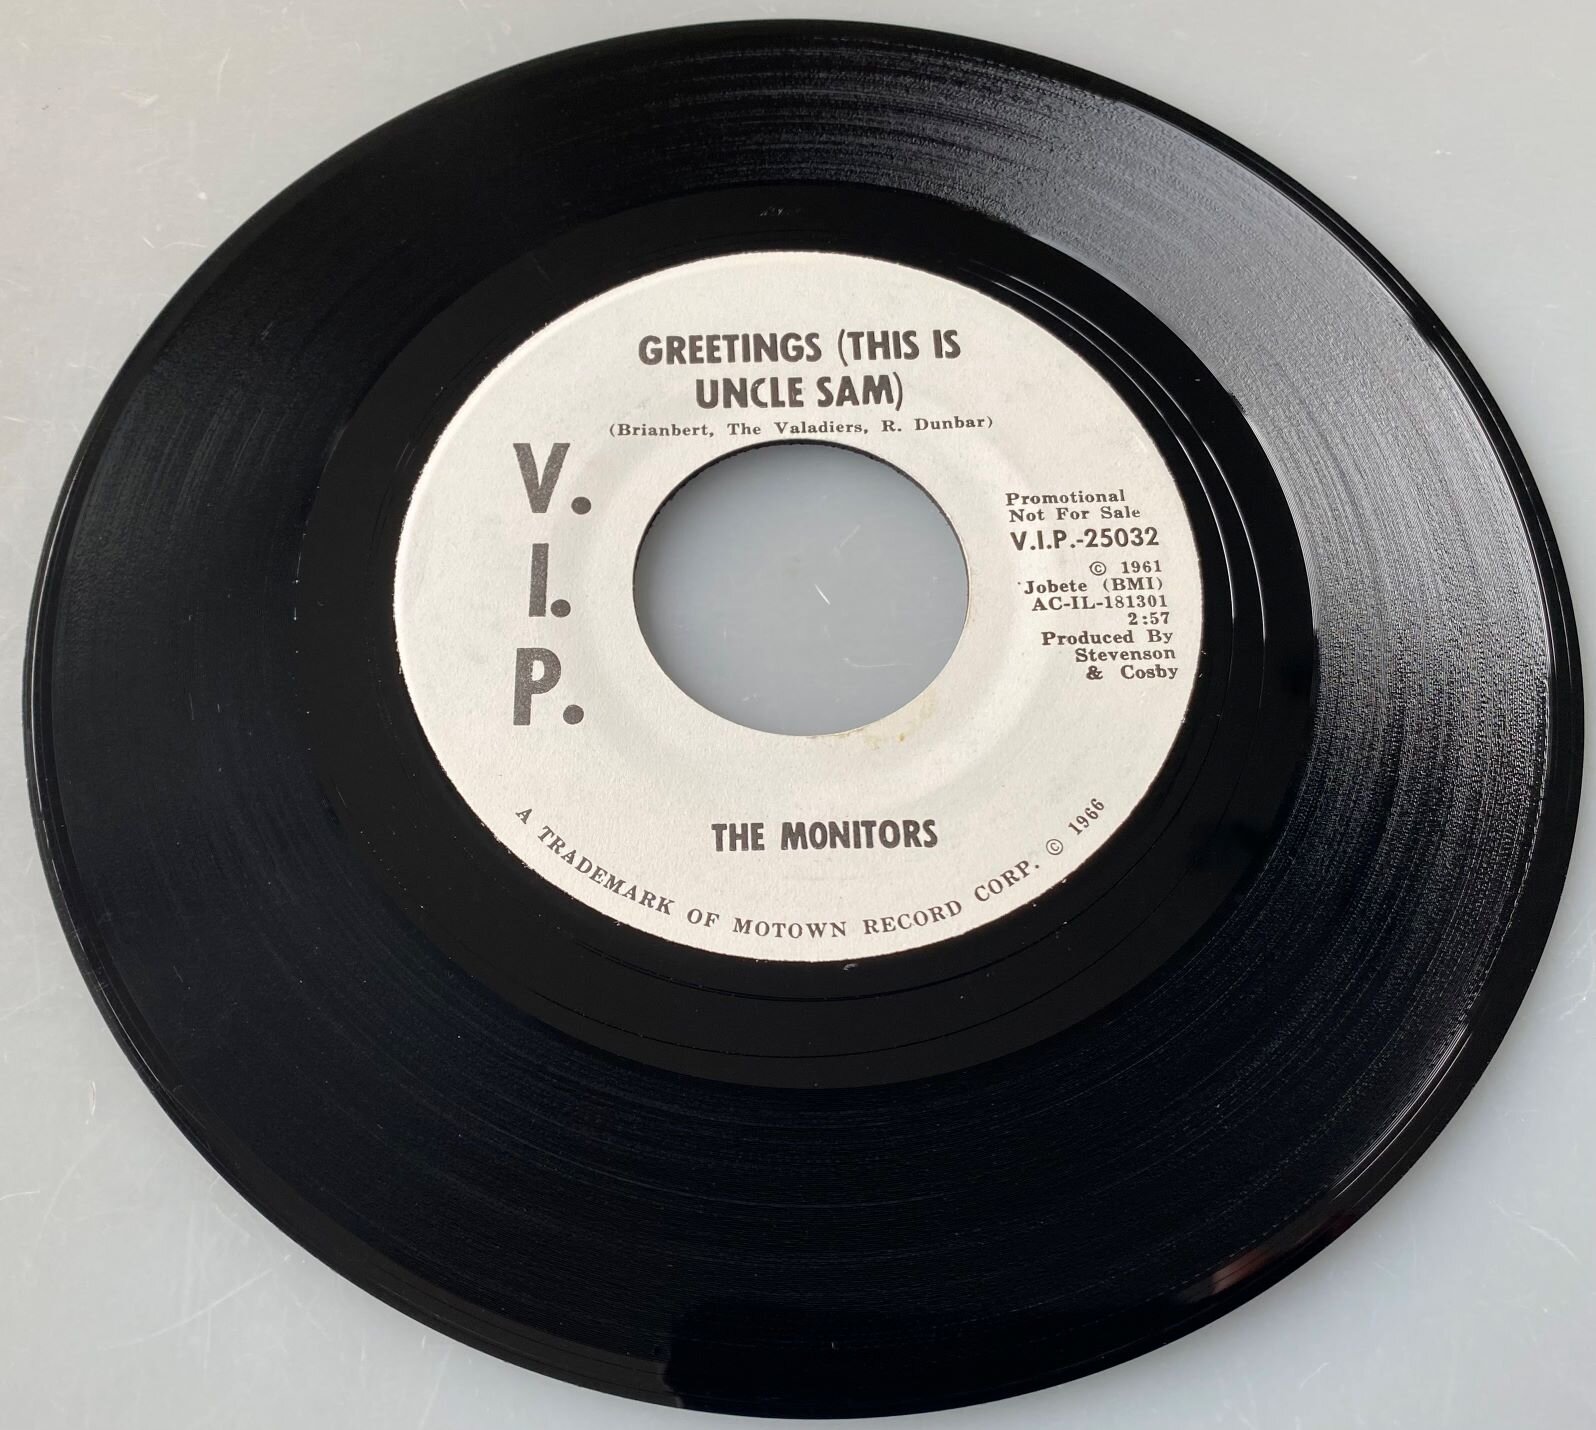 GREETINGS (THIS IS
UNCLE SAM)
(Brianbert, The Valadiers, R. Dunbar)
V.
I.
P.
Promotional
Not For Sale
V.I.P.-25032
© 1961
Jobete (BMI)
AC-IL-181301
2:57
Produced By
Stevenson
& Cosby
THE MONITORS
A TRADEMARK OF MOTOWN RECORD CORP. © 1966